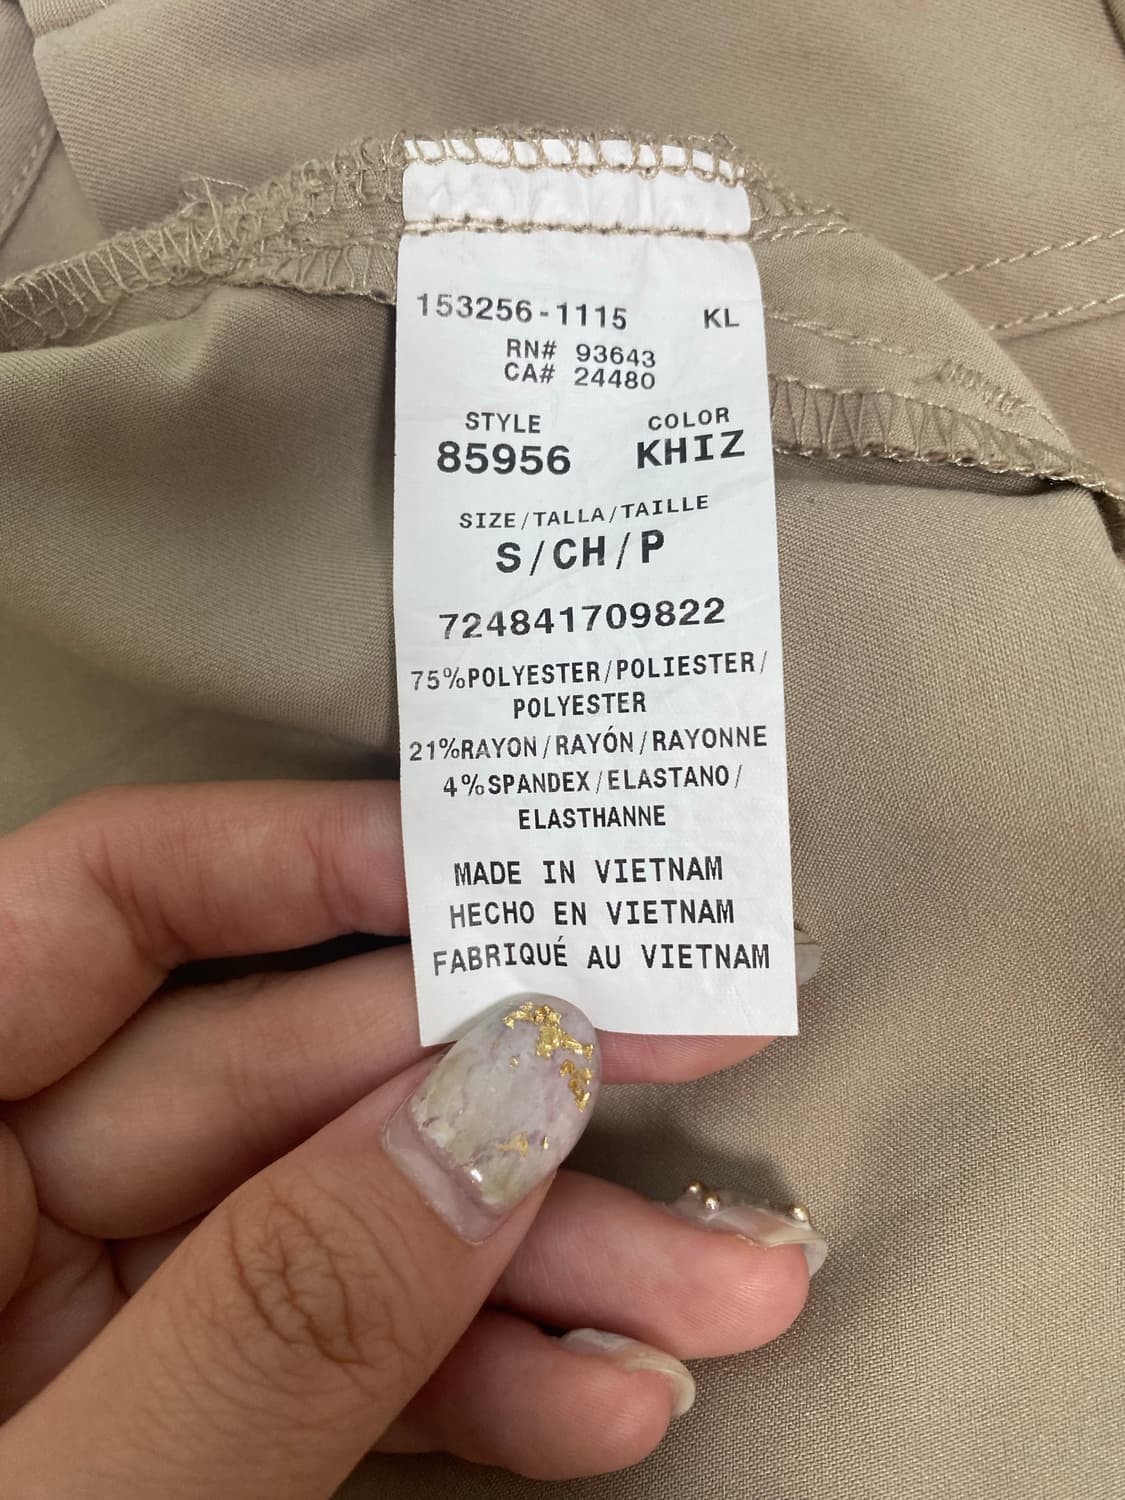 153256-1115 KL
RN# 93643
CA# 24480
STYLE COLOR
85956 KHIZ
SIZE/TALLA/TAILLE
S/CH/P
724841709822
75%POLYESTER/POLIESTER/
POLYESTER
21%RAYON/RAYÓN/RAYONNE
4%SPANDEX/ELASTANO/
ELASTHANNE
MADE IN VIETNAM
HECHO EN VIETNAM
FABRIQUÉ AU VIETNAM